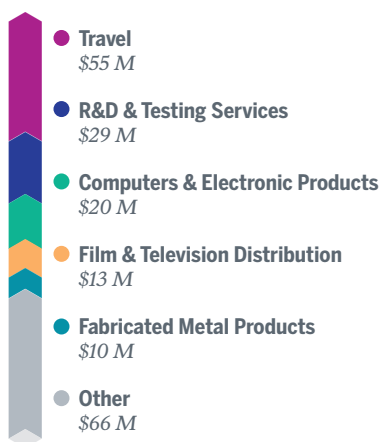 Travel
$55 M
R&D & Testing Services
$29 M
Computers & Electronic Products
$20 M
Film & Television Distribution
$13 M
Fabricated Metal Products
$10 M
Other
$66 M